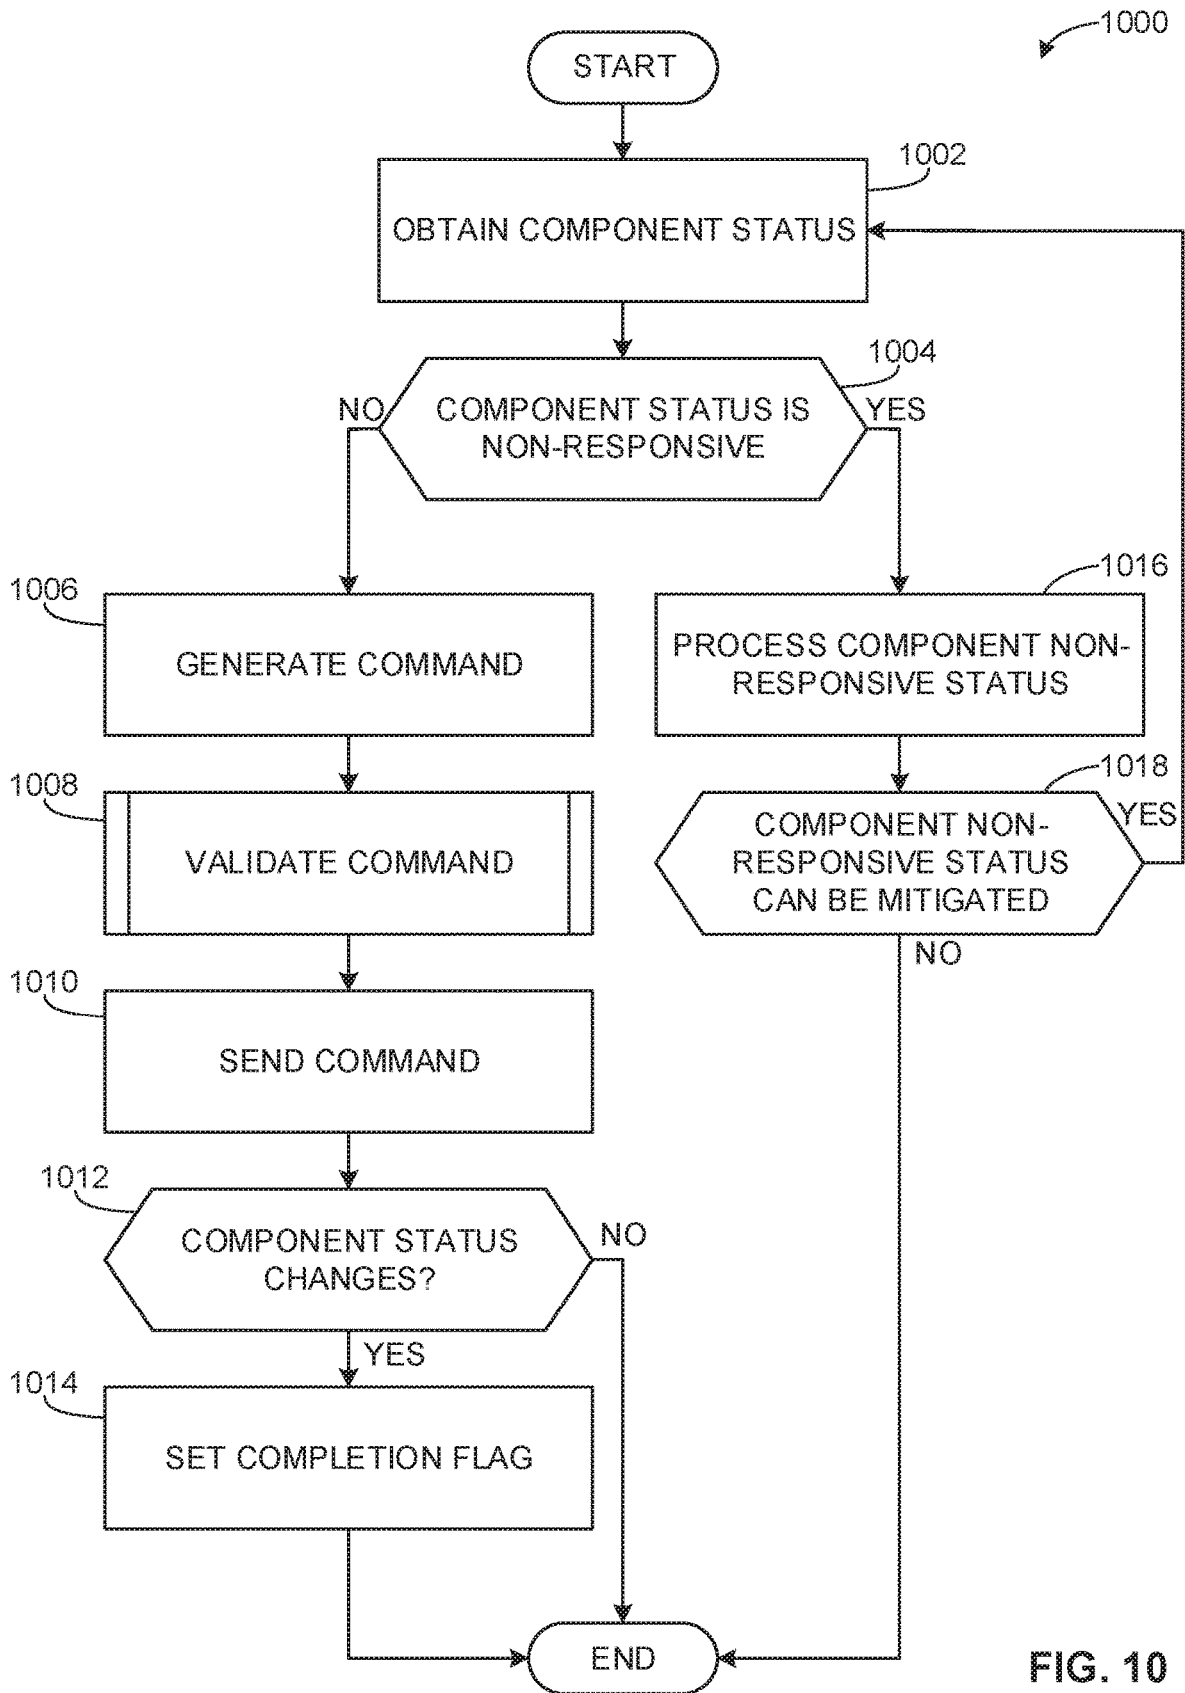 1000
START
1002
OBTAIN COMPONENT STATUS
1004
NO
COMPONENT STATUS IS
NON-RESPONSIVE
YES
1006
GENERATE COMMAND
1016
PROCESS COMPONENT NON-
RESPONSIVE STATUS
1008
VALIDATE COMMAND
1018
COMPONENT NON-
RESPONSIVE STATUS
CAN BE MITIGATED
YES
NO
1010
SEND COMMAND
1012
COMPONENT STATUS
CHANGES?
NO
YES
1014
SET COMPLETION FLAG
END
FIG. 10